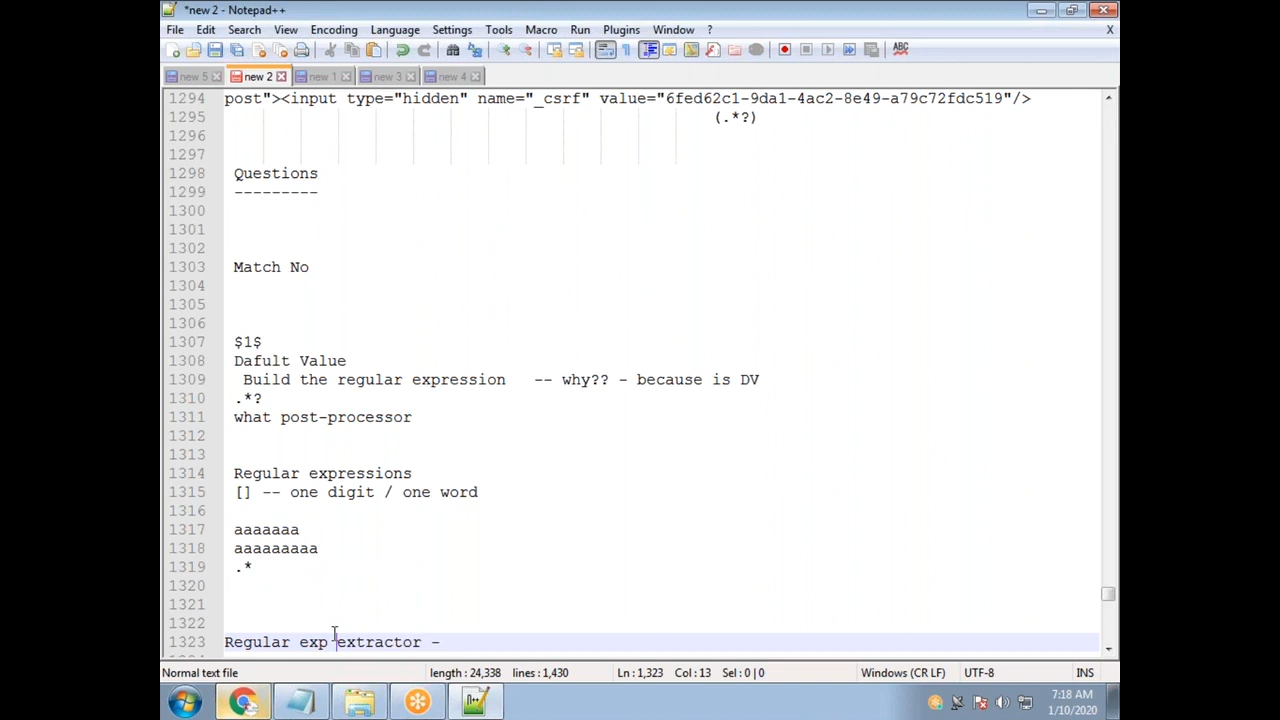 *new 2 - Notepad++
File Edit Search View Encoding Language Settings Tools Macro Run Plugins Window ? X
ABC
new 5 new 2 new 1 new 3 new 4
1294 post"><input type="hidden" name="_csrf" value="6fed62c1-9da1-4ac2-8e49-a79c72fdc519"/>
1295 (.*?)
1296
1297
1298 Questions
1299 ---------
1300
1301
1302
1303 Match No
1304
1305
1306
1307 $1$
1308 Dafult Value
1309 Build the regular expression -- why?? - because is DV
1310 .*?
1311 what post-processor
1312
1313
1314 Regular expressions
1315 [] -- one digit / one word
1316
1317 aaaaaaa
1318 aaaaaaaaa
1319 .*
1320
1321
1322
1323 Regular exp extractor -
Normal text file length : 24,338 lines : 1,430 Ln : 1,323 Col : 13 Sel : 0 | 0 Windows (CR LF) UTF-8 INS
7:18 AM
1/10/2020